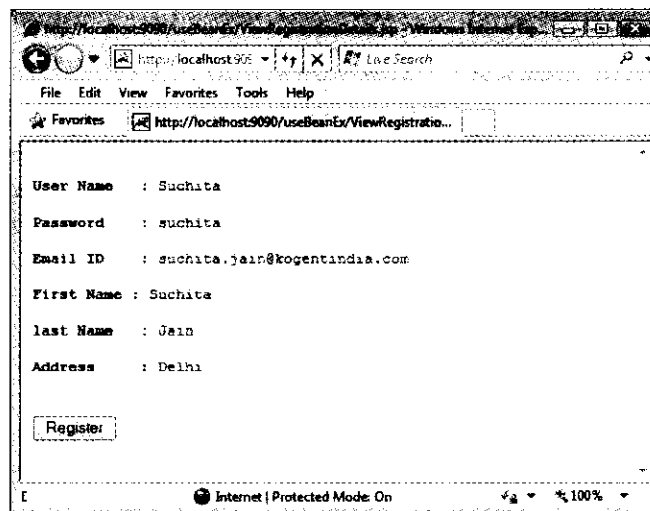 http://localhost:9090/useBeanEx/ViewRegistrationDetails.jsp - Windows Internet Exp...
http://localhost:909 Live Search
File Edit View Favorites Tools Help
Favorites http://localhost:9090/useBeanEx/ViewRegistratio...
User Name : Suchita
Password : suchita
Email ID : suchita.jain@kogentindia.com
First Name : Suchita
last Name : Jain
Address : Delhi
Register
Internet | Protected Mode: On 100%